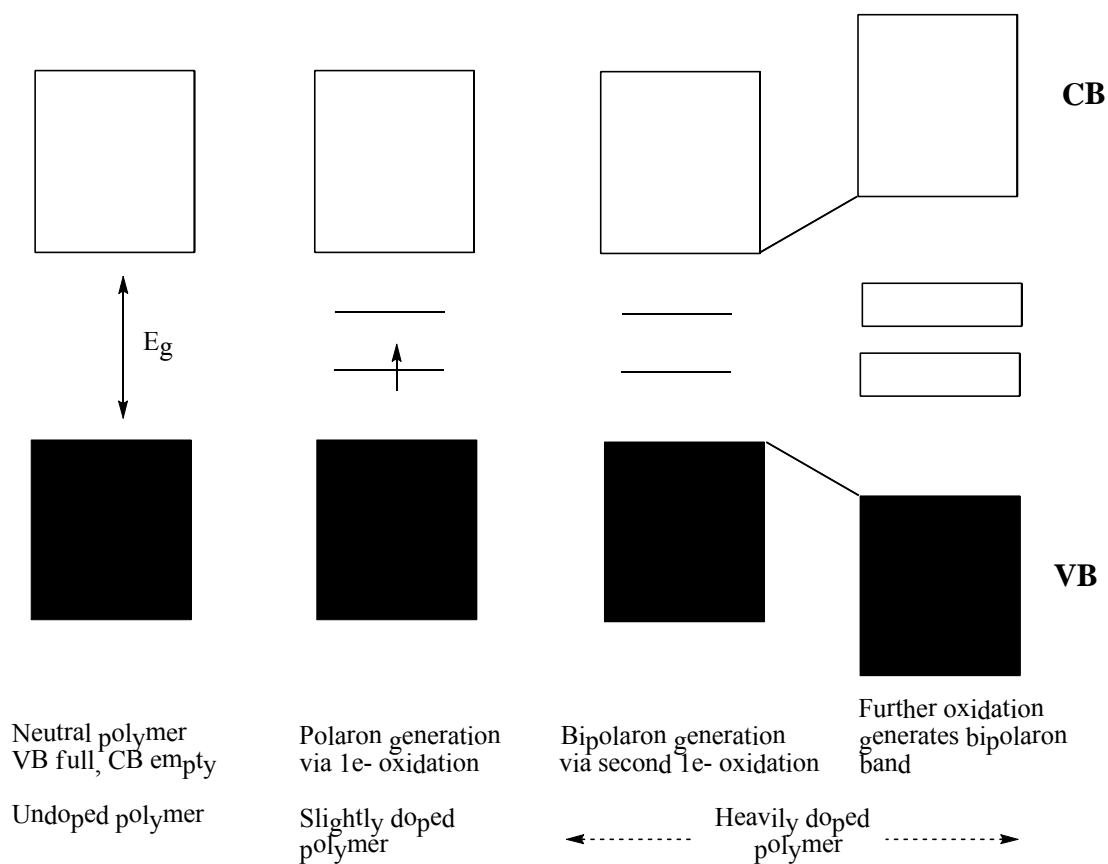 CB
Eg
VB
Neutral polymer
VB full, CB empty
Undoped polymer
Polaron generation
via 1e- oxidation
Slightly doped
polymer
Bipolaron generation
via second 1e- oxidation
Further oxidation
generates bipolaron
band
Heavily doped
polymer